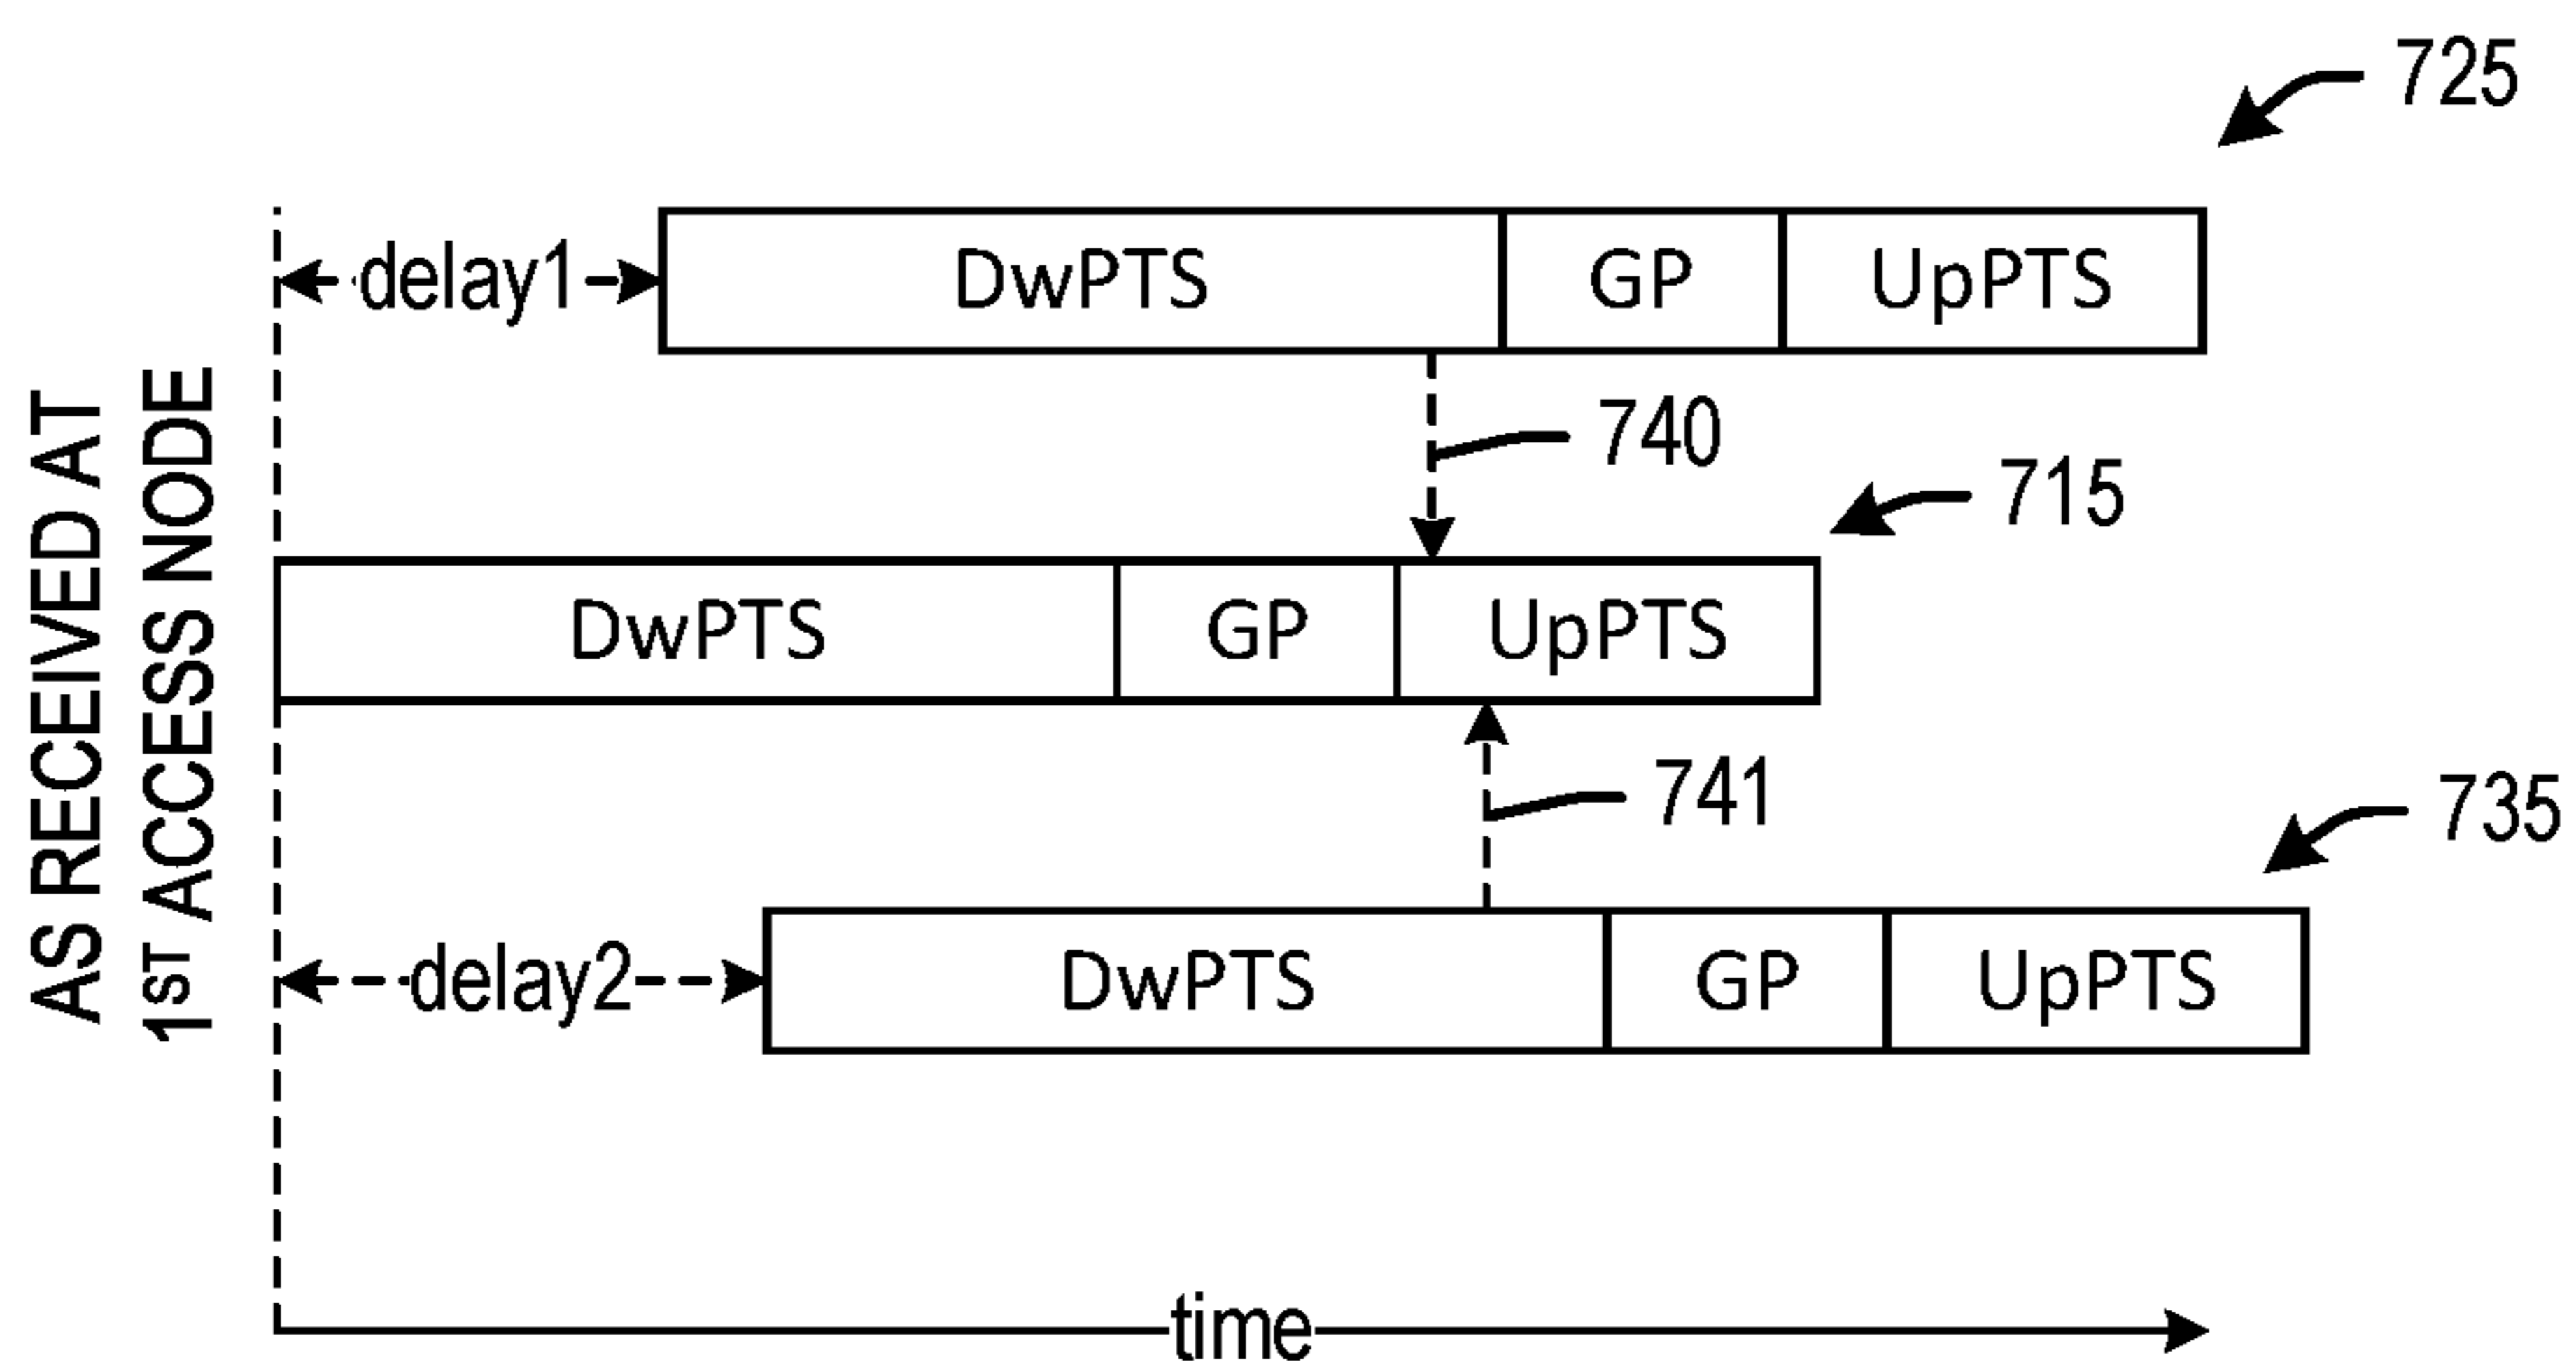 725
delay1 DwPTS GP UpPTS
740
715
AS RECEIVED AT
1ST ACCESS NODE
DwPTS GP UpPTS
741
735
delay2 DwPTS GP UpPTS
time